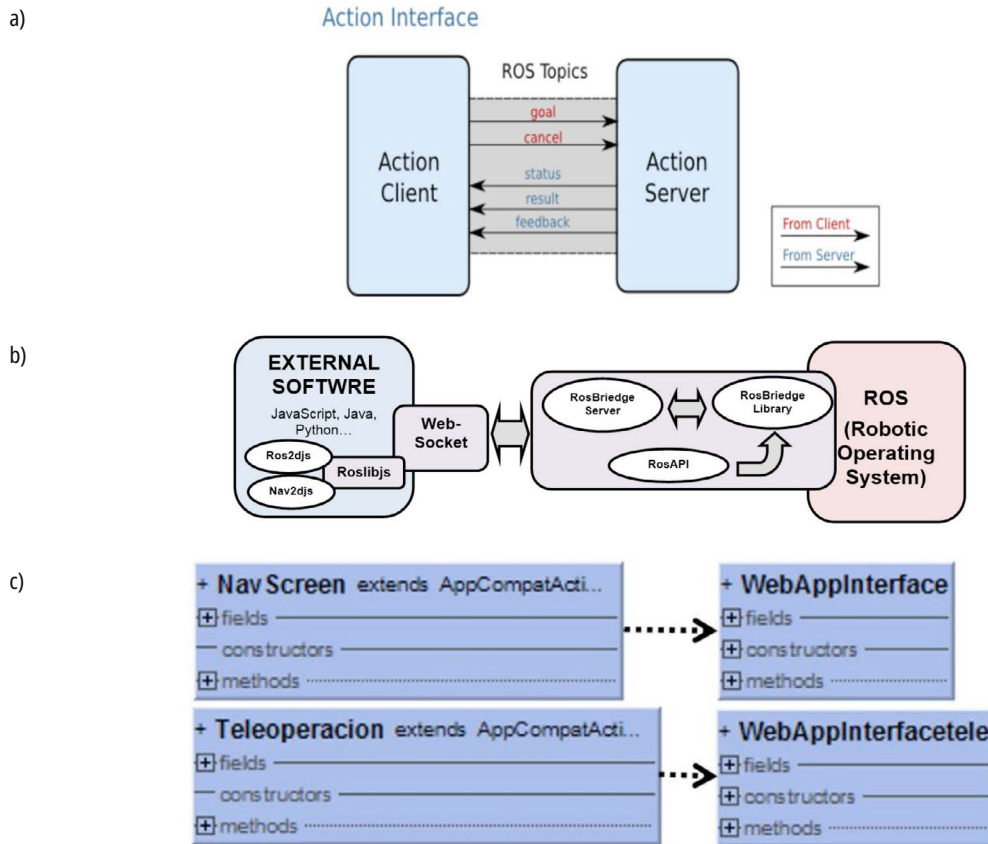 a)
Action Interface
ROS Topics
goal
cancel
status
result
feedback
Action
Client
Action
Server
From Client
From Server
b)
EXTERNAL
SOFTWRE
JavaScript, Java,
Python...
Ros2djs
Nav2djs
Roslibjs
Web-
Socket
RosBriedge
Server
RosBriedge
Library
RosAPI
ROS
(Robotic
Operating
System)
c)
+ NavScreen extends AppCompatActi...
+ fields
constructors
+ methods
+ WebAppInterface
+ fields
+ constructors
+ methods
+ Teleoperacion extends AppCompatActi...
+ fields
constructors
+ methods
+ WebAppInterfacetele
+ fields
+ constructors
+ methods